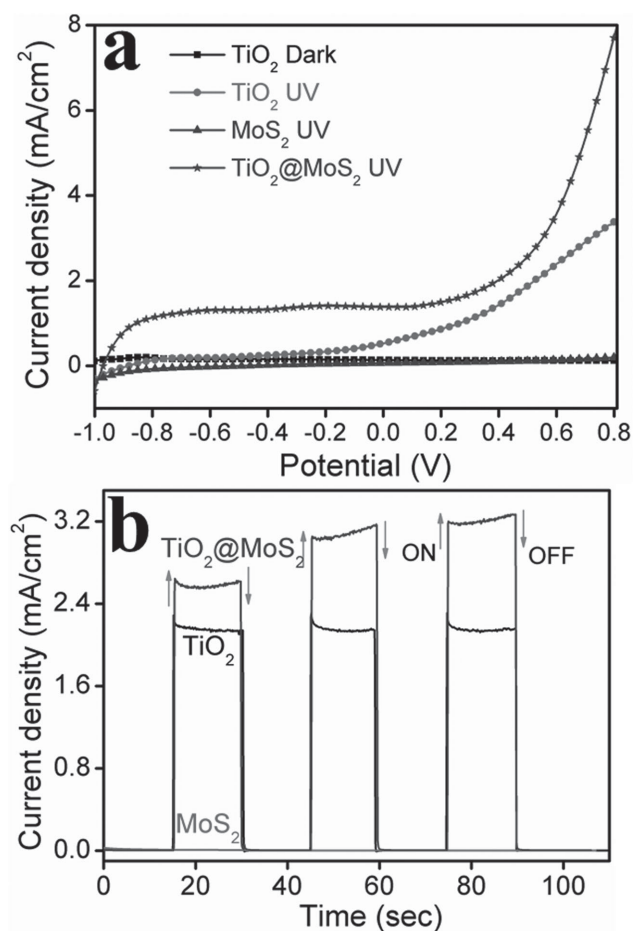 a
TiO2 Dark
TiO2 UV
MoS2 UV
TiO2@MoS2 UV
8
6
4
2
0
Current density (mA/cm2)
-1.0 -0.8 -0.6 -0.4 -0.2 0.0 0.2 0.4 0.6 0.8
Potential (V)
b
TiO2@MoS2
ON
OFF
TiO2
MoS2
3.2
2.4
1.6
0.8
0.0
Current density (mA/cm2)
0 20 40 60 80 100
Time (sec)